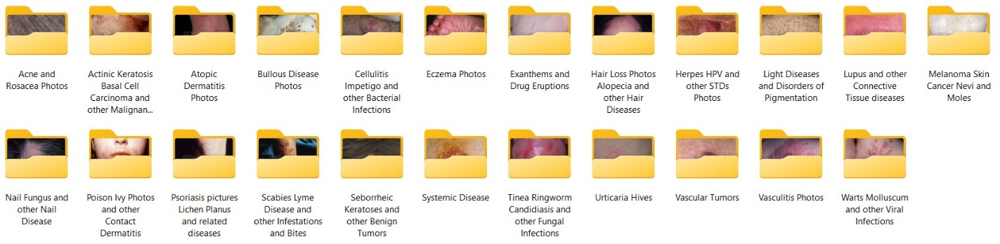 Acne and
Rosacea Photos
Actinic Keratosis
Basal Cell
Carcinoma and
other Malignan...
Atopic
Dermatitis
Photos
Bullous Disease
Photos
Cellulitis
Impetigo and
other Bacterial
Infections
Eczema Photos
Exanthems and
Drug Eruptions
Hair Loss Photos
Alopecia and
other Hair
Diseases
Herpes HPV and
other STDs
Photos
Light Diseases
and Disorders of
Pigmentation
Lupus and other
Connective
Tissue diseases
Melanoma Skin
Cancer Nevi and
Moles
Nail Fungus and
other Nail
Disease
Poison Ivy Photos
and other
Contact
Dermatitis
Psoriasis pictures
Lichen Planus
and related
diseases
Scabies Lyme
Disease and
other Infestations
and Bites
Seborrheic
Keratoses and
other Benign
Tumors
Systemic Disease
Tinea Ringworm
Candidiasis and
other Fungal
Infections
Urticaria Hives
Vascular Tumors
Vasculitis Photos
Warts Molluscum
and other Viral
Infections